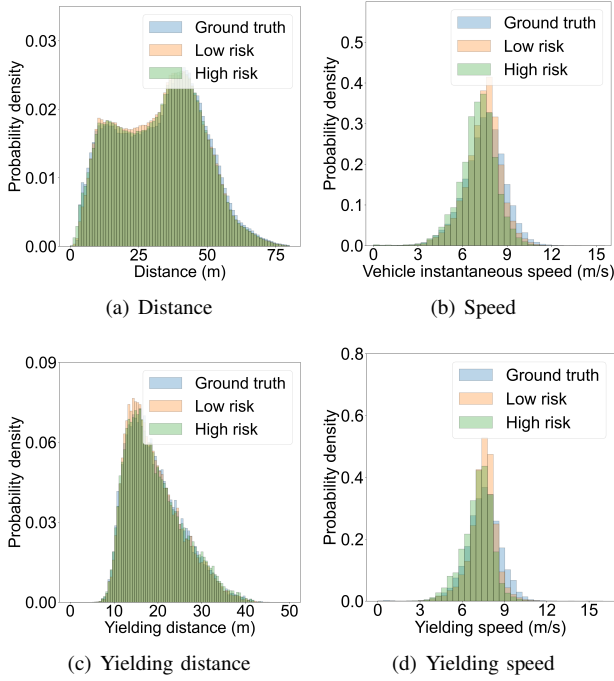 Probability density
0.03
0.02
0.01
0.00
Ground truth
Low risk
High risk
0 25 50 75
Distance (m)
(a) Distance
Probability density
0.5
0.4
0.3
0.2
0.1
0.0
Ground truth
Low risk
High risk
0 3 6 9 12 15
Vehicle instantaneous speed (m/s)
(b) Speed
Probability density
0.09
0.06
0.03
0.00
Ground truth
Low risk
High risk
0 10 20 30 40 50
Yielding distance (m)
(c) Yielding distance
Probability density
0.8
0.6
0.4
0.2
0.0
Ground truth
Low risk
High risk
0 3 6 9 12 15
Yielding speed (m/s)
(d) Yielding speed